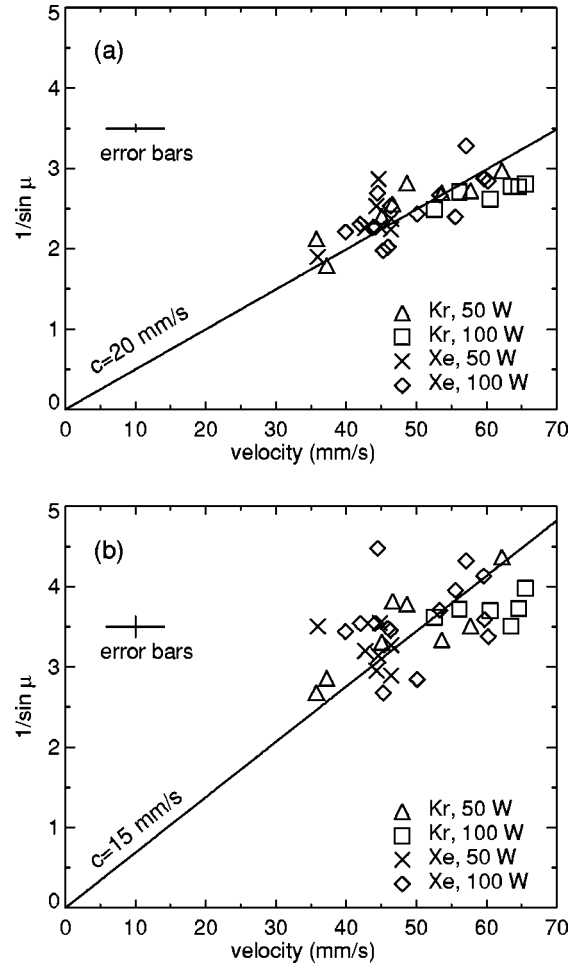 5
(a)
4
error bars
3
1/sin μ
2
c=20 mm/s
Kr, 50 W
Kr, 100 W
1
Xe, 50 W
Xe, 100 W
0
0 10 20 30 40 50 60 70
velocity (mm/s)
5
(b)
4
error bars
3
1/sin μ
2
c=15 mm/s
Kr, 50 W
Kr, 100 W
1
Xe, 50 W
Xe, 100 W
0
0 10 20 30 40 50 60 70
velocity (mm/s)